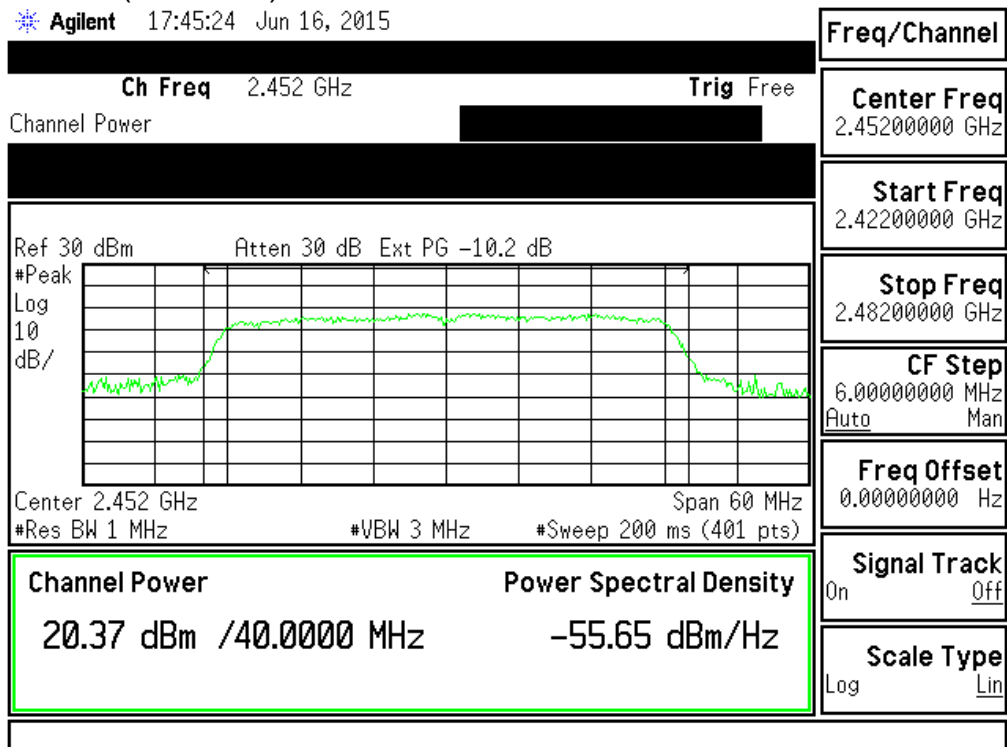 Agilent 17:45:24 Jun 16, 2015
Ch Freq 2.452 GHz Trig Free
Channel Power
Ref 30 dBm Atten 30 dB Ext PG -10.2 dB
#Peak
Log
10
dB/
Center 2.452 GHz Span 60 MHz
#Res BW 1 MHz #VBW 3 MHz #Sweep 200 ms (401 pts)
Channel Power Power Spectral Density
20.37 dBm /40.0000 MHz -55.65 dBm/Hz
Freq/Channel
Center Freq
2.45200000 GHz
Start Freq
2.42200000 GHz
Stop Freq
2.48200000 GHz
CF Step
6.00000000 MHz
Auto Man
Freq Offset
0.00000000 Hz
Signal Track
On Off
Scale Type
Log Lin